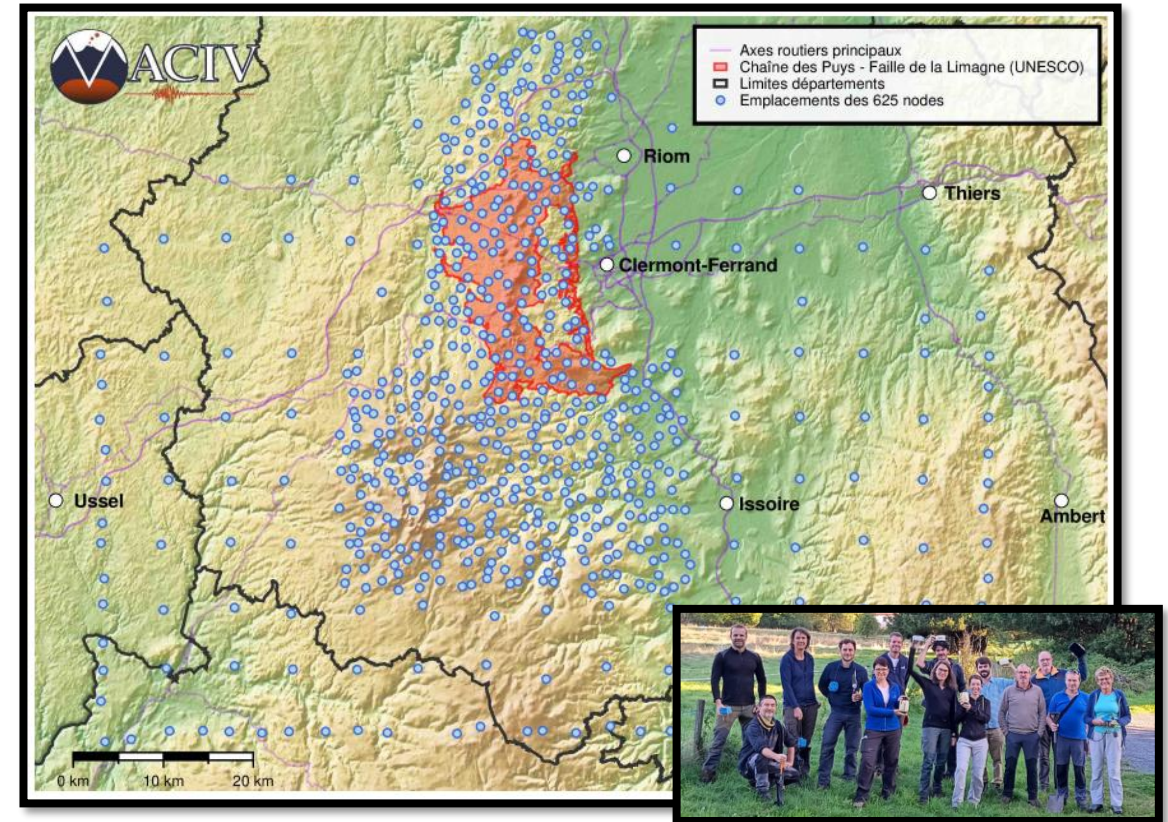 ACIV
Axes routiers principaux
Chaîne des Puys - Faille de la Limagne (UNESCO)
Limites départements
Emplacements des 625 nodes
Riom
Thiers
Clermont-Ferrand
Ussel
Issoire
Ambert
0 km 10 km 20 km